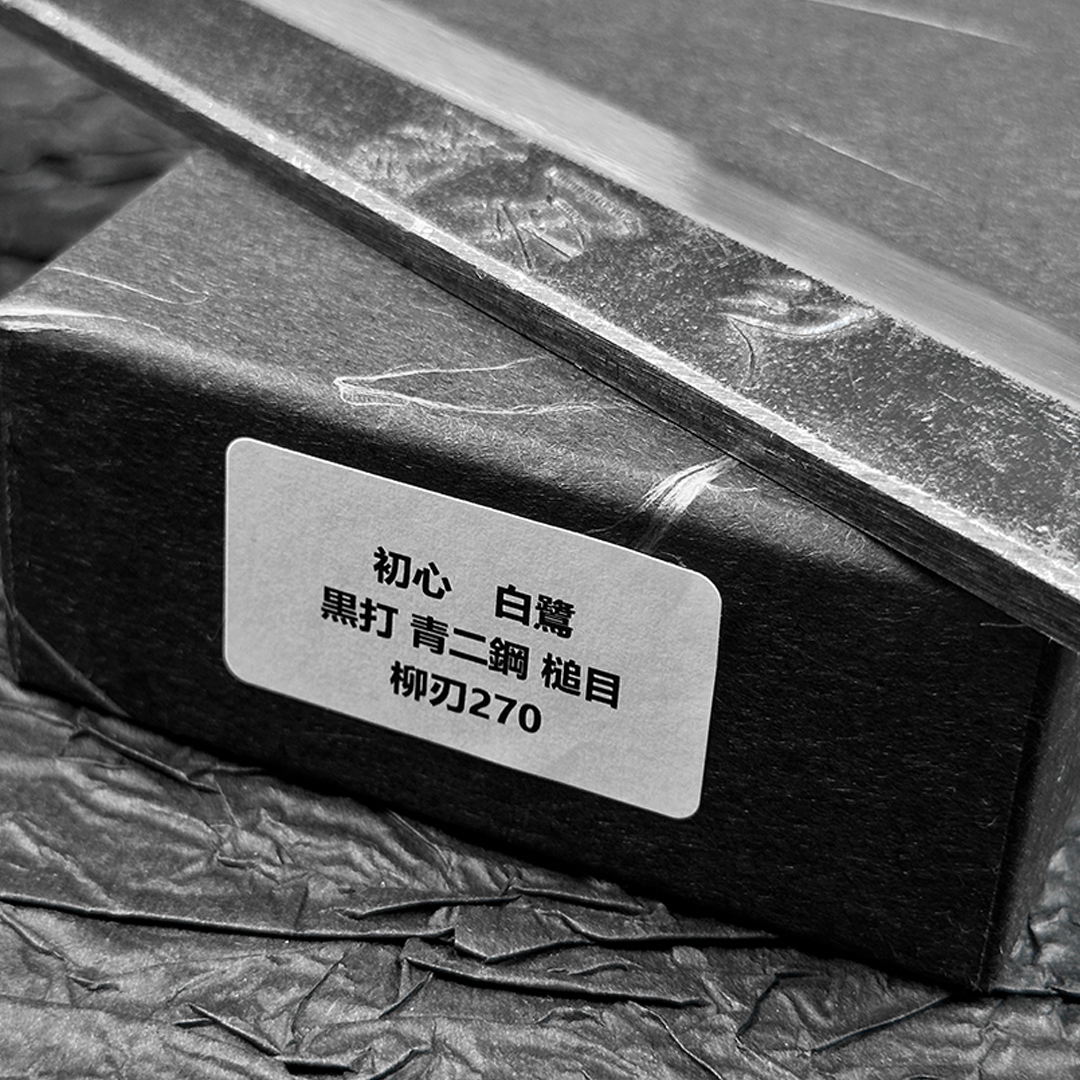 初心　白鷺
黒打 青二鋼 槌目
柳刃270